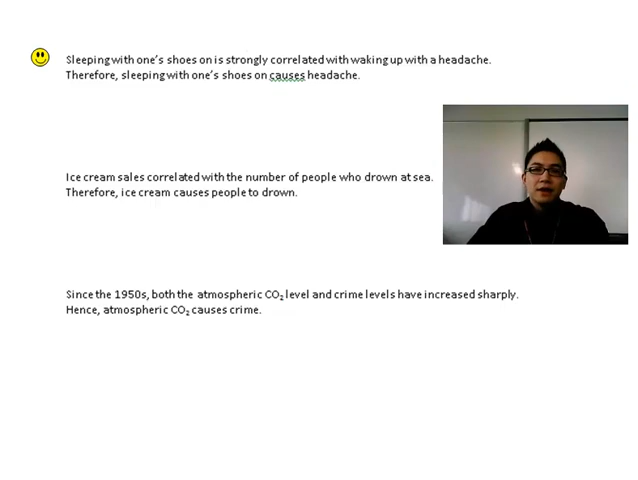 Sleeping with one's shoes on is strongly correlated with waking up with a headache.
Therefore, sleeping with one's shoes on causes headache.
Ice cream sales correlated with the number of people who drown at sea.
Therefore, ice cream causes people to drown.
Since the 1950s, both the atmospheric CO₂ level and crime levels have increased sharply.
Hence, atmospheric CO₂ causes crime.